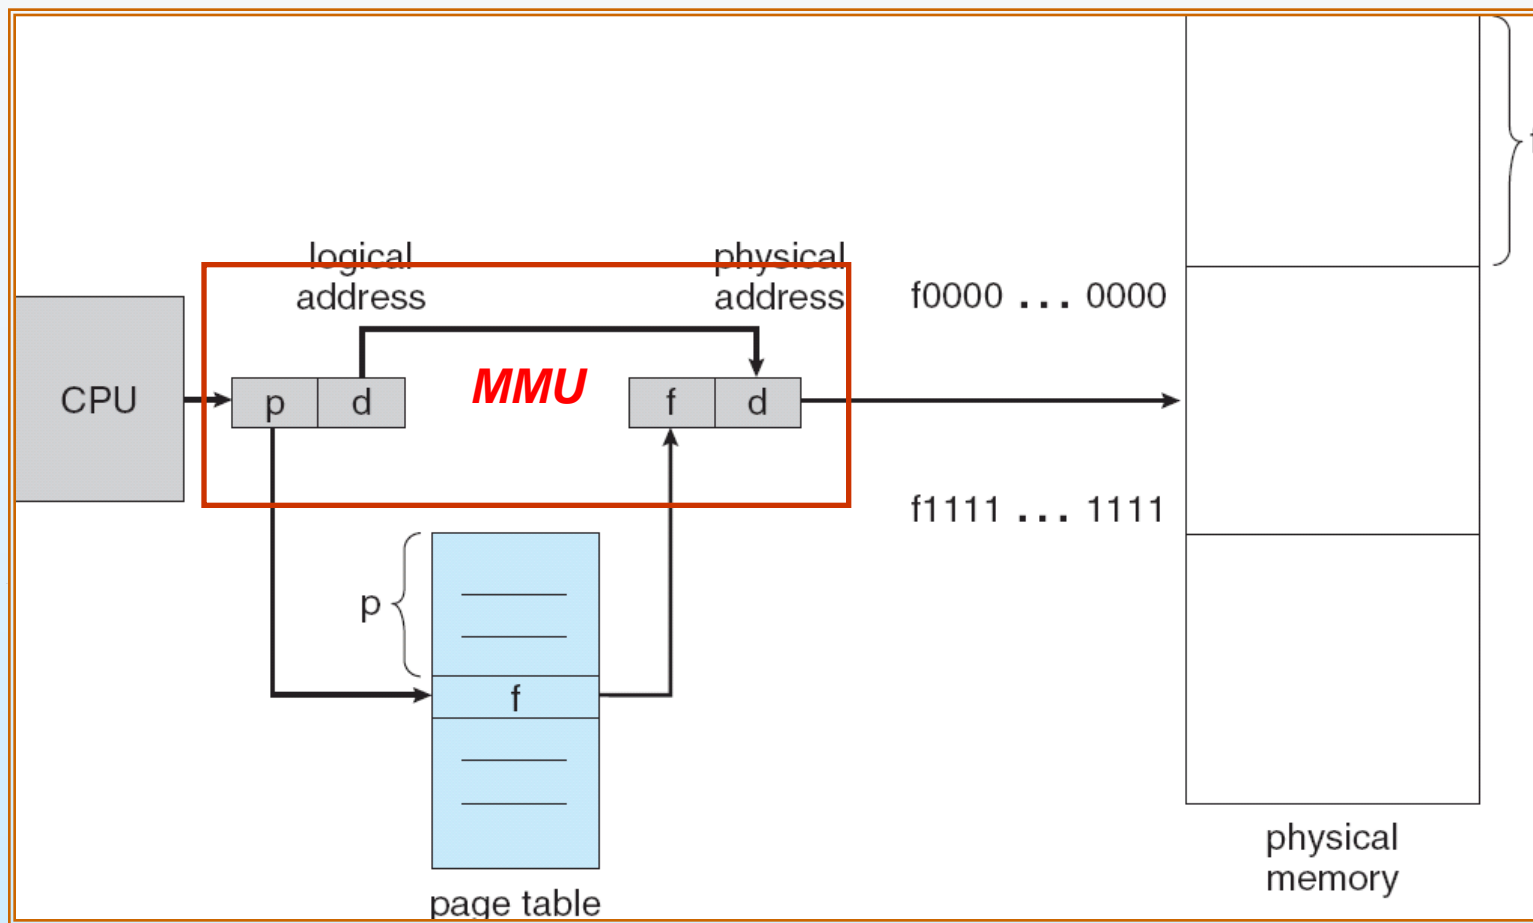 logical
address
physical
address
f0000 ... 0000
CPU
p
d
MMU
f
d
f1111 ... 1111
p
f
physical
memory
page table